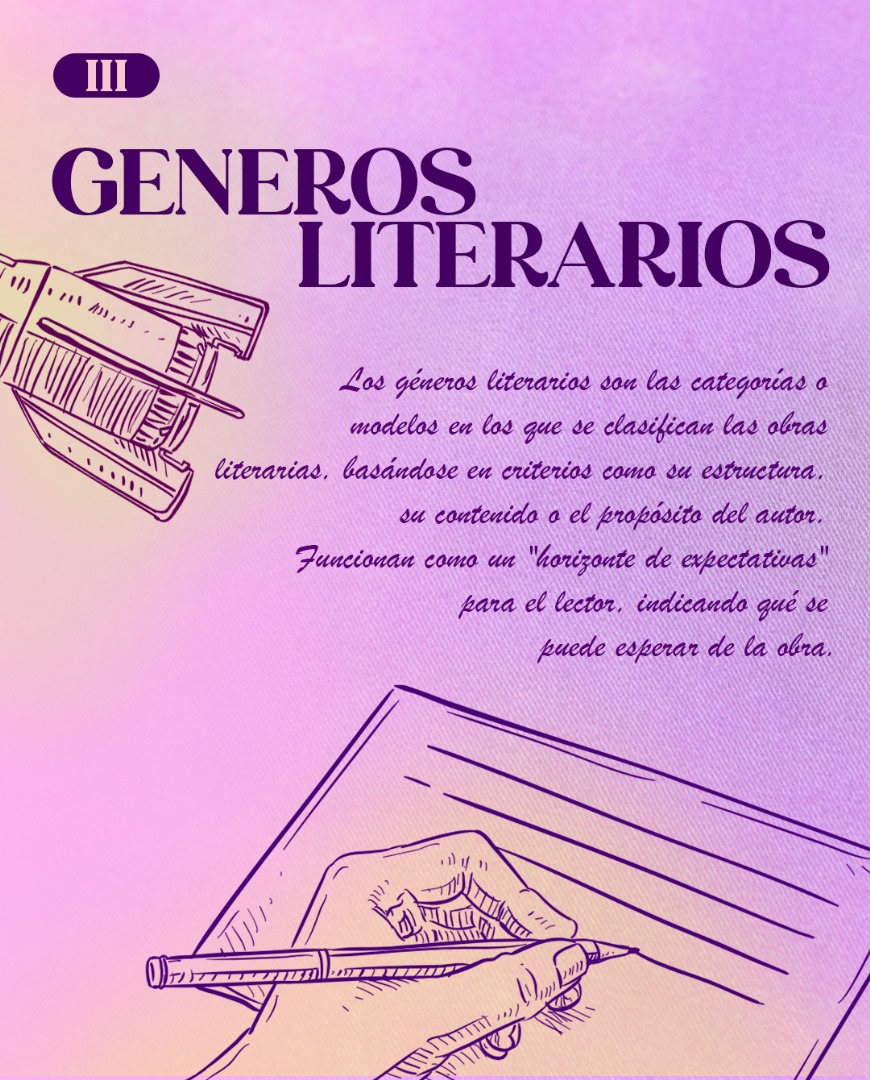 III
GENEROS
LITERARIOS
Los géneros literarios son las categorías o
modelos en los que se clasifican las obras
literarias, basándose en criterios como su estructura,
su contenido o el propósito del autor.
Funcionan como un "horizonte de expectativas"
para el lector, indicando qué se
puede esperar de la obra.